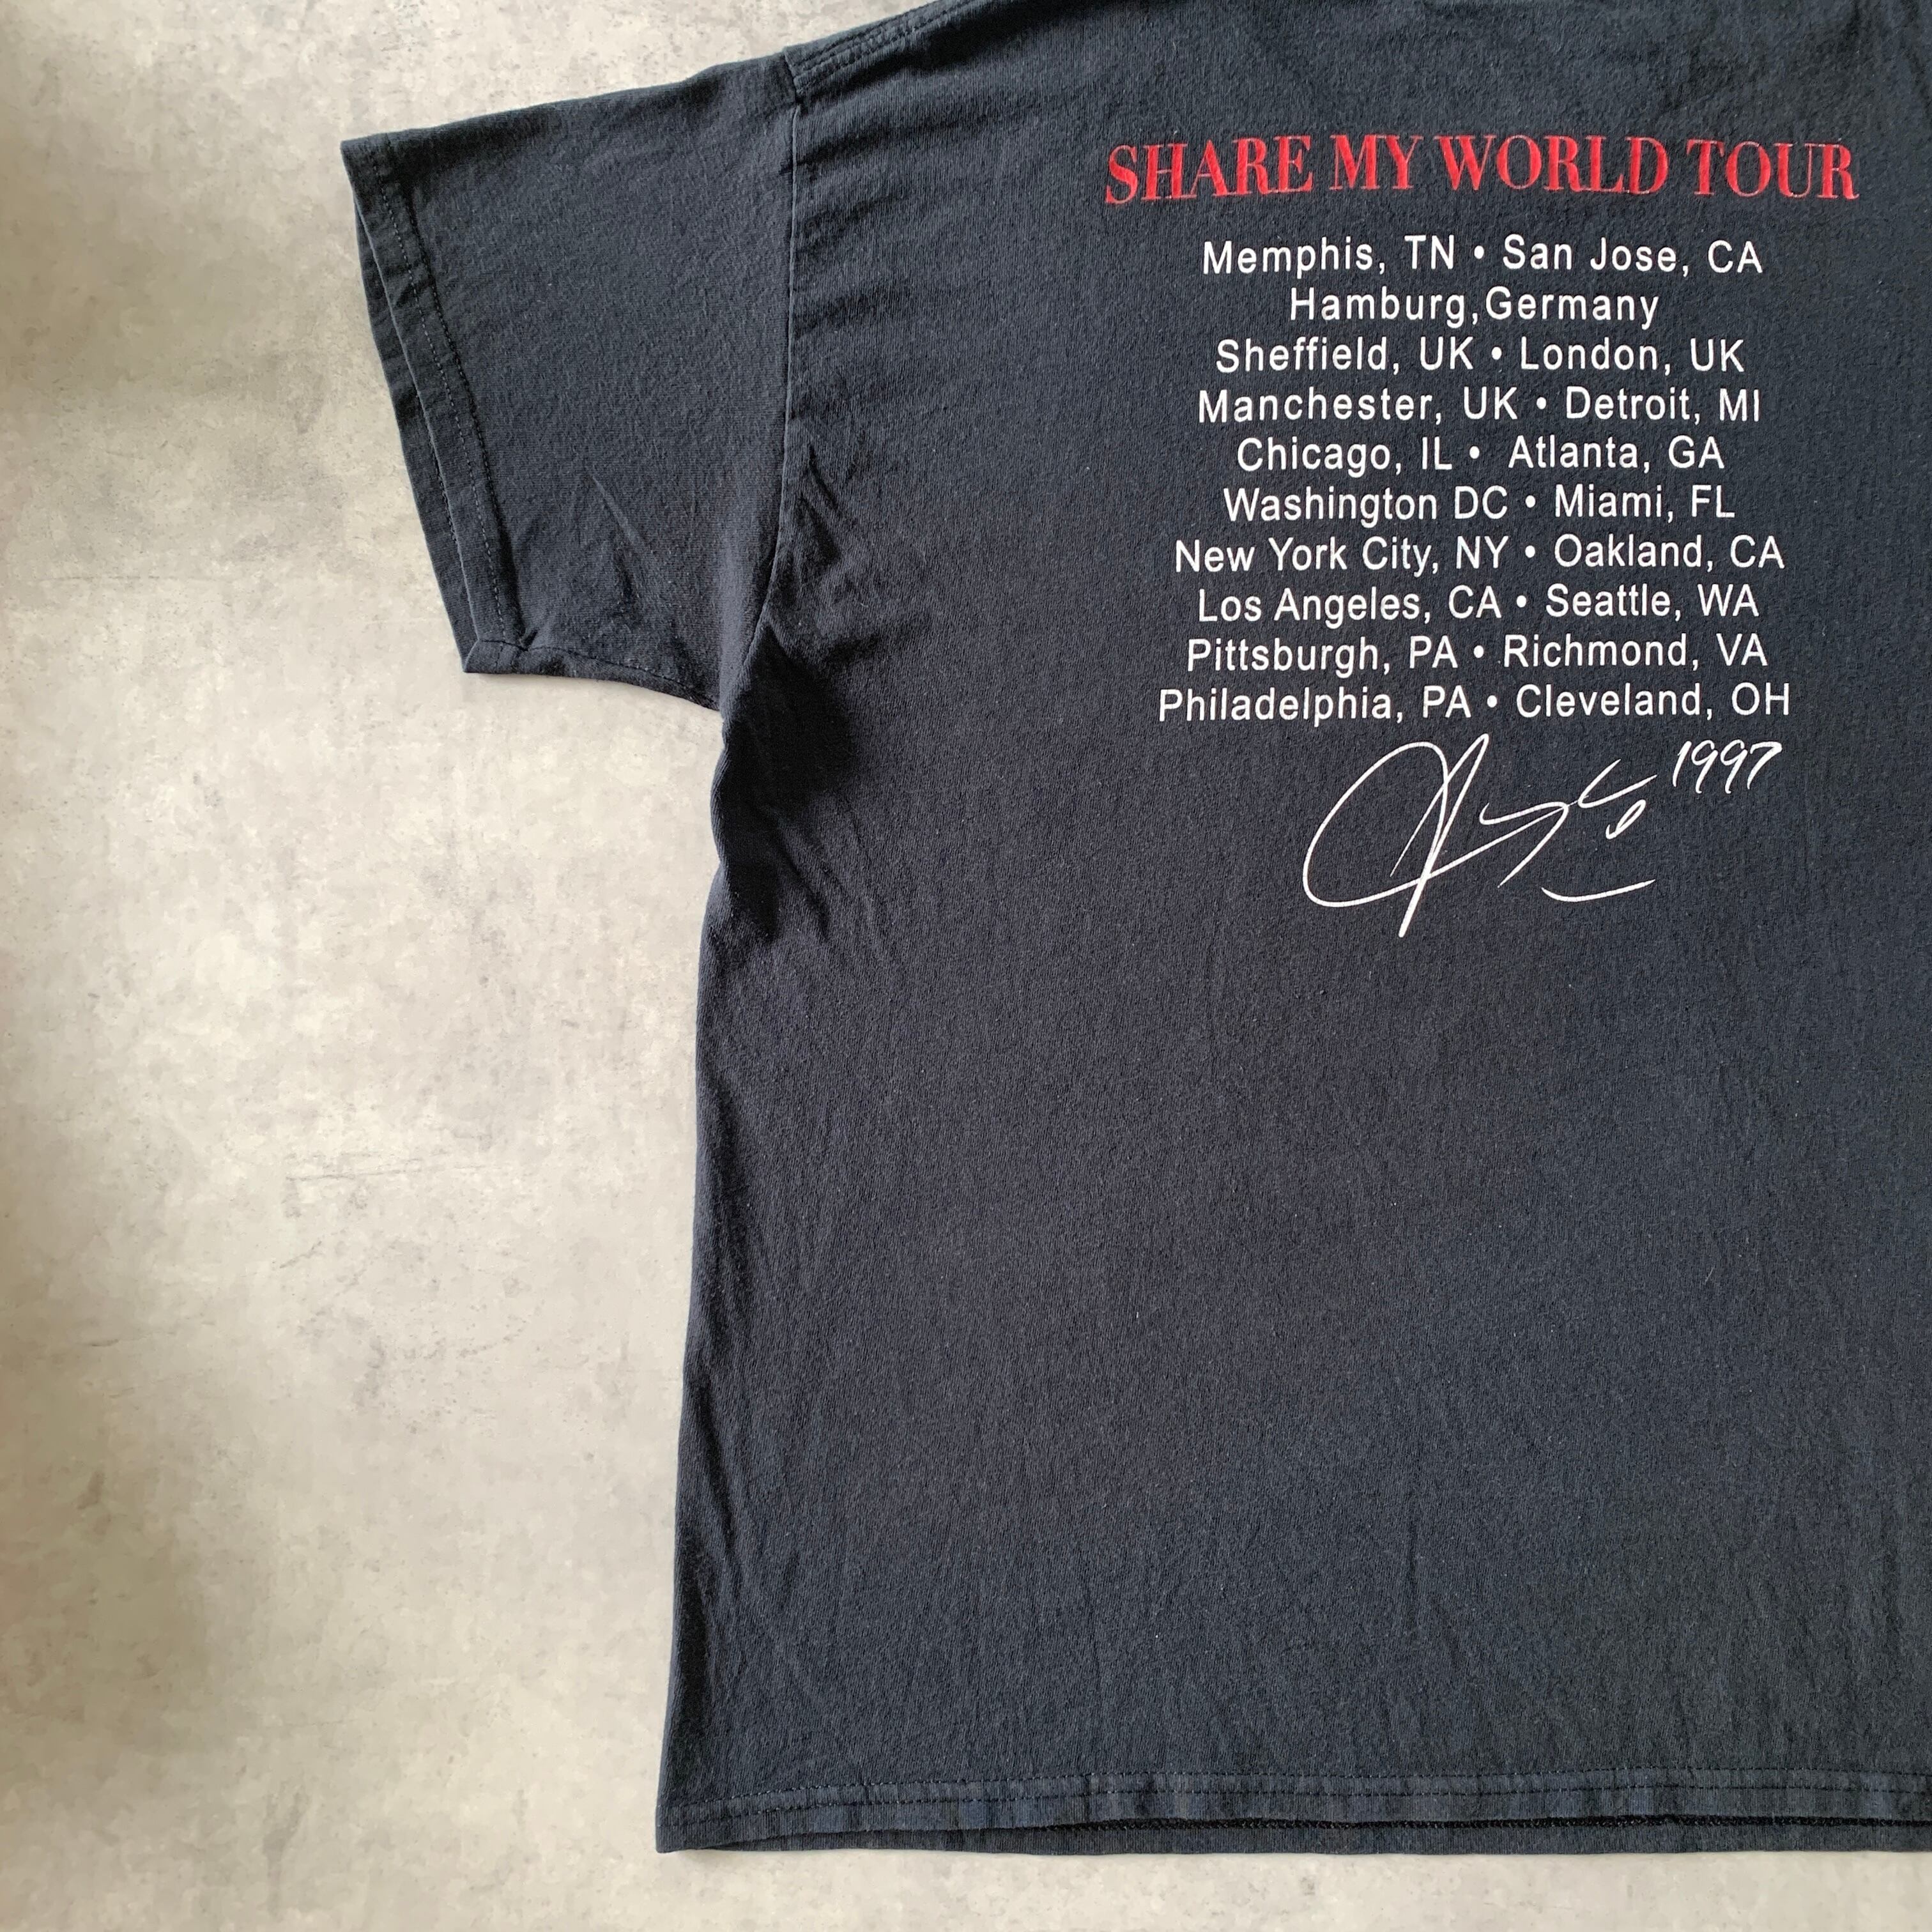 SHARE MY WORLD TOUR
Memphis, TN • San Jose, CA
Hamburg,Germany
Sheffield, UK • London, UK
Manchester, UK • Detroit, MI
Chicago, IL • Atlanta, GA
Washington DC • Miami, FL
New York City, NY • Oakland, CA
Los Angeles, CA • Seattle, WA
Pittsburgh, PA • Richmond, VA
Philadelphia, PA • Cleveland, OH
1997